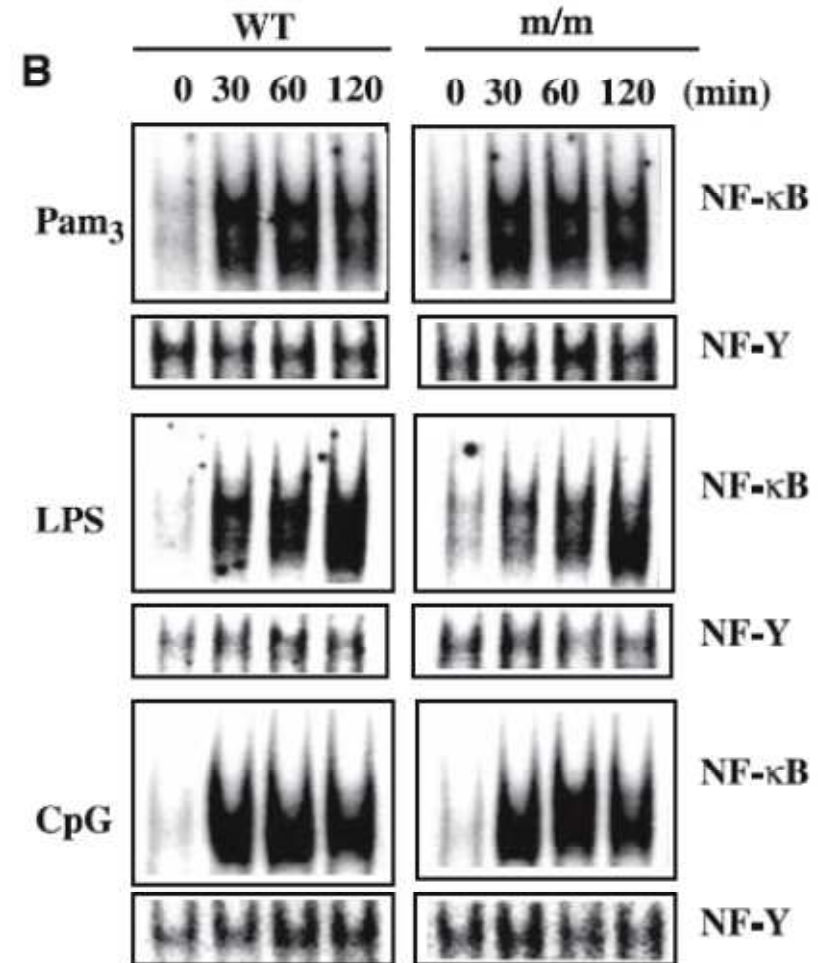 WT m/m
B
0 30 60 120 0 30 60 120 (min)
Pam3 NF-κB
NF-Y
LPS NF-κB
NF-Y
CpG NF-κB
NF-Y